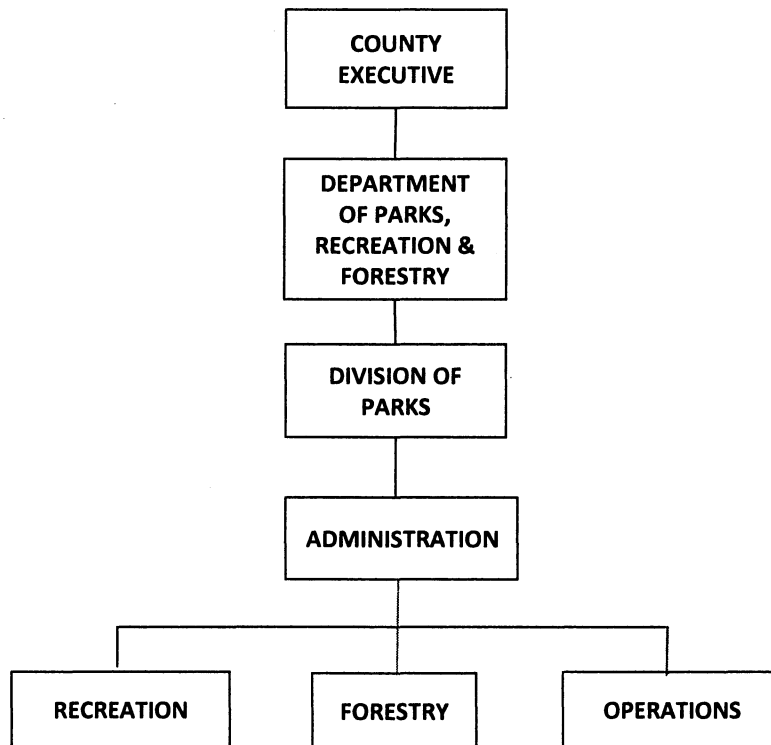 COUNTY
EXECUTIVE
DEPARTMENT
OF PARKS,
RECREATION &
FORESTRY
DIVISION OF
PARKS
ADMINISTRATION
RECREATION
FORESTRY
OPERATIONS